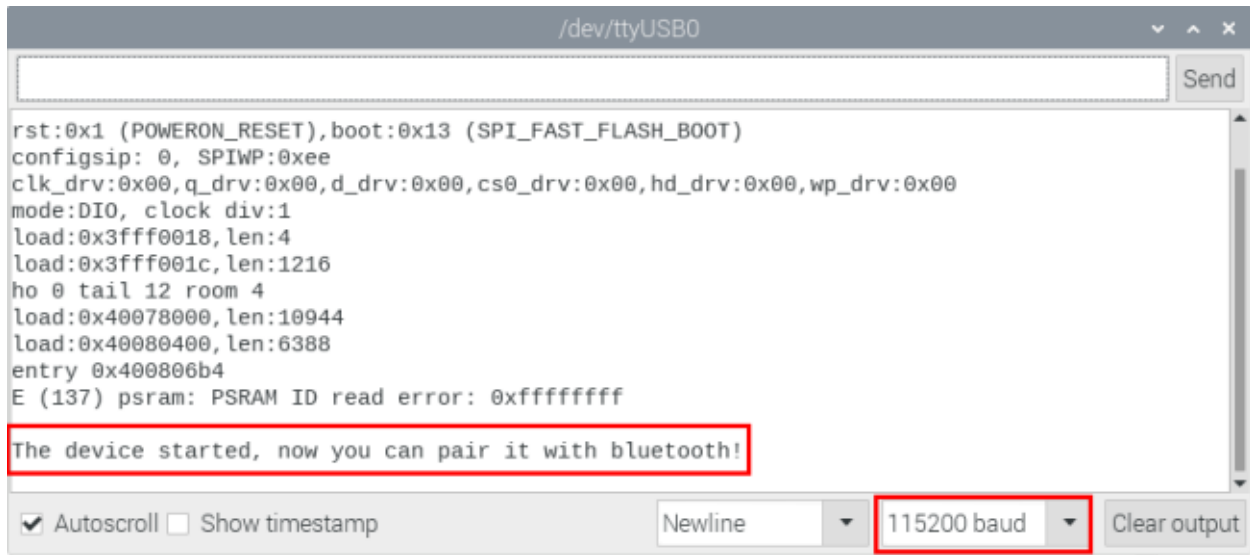 /dev/ttyUSB0
Send
rst:0x1 (POWERON_RESET),boot:0x13 (SPI_FAST_FLASH_BOOT)
configsip: 0, SPIWP:0xee
clk_drv:0x00,q_drv:0x00,d_drv:0x00,cs0_drv:0x00,hd_drv:0x00,wp_drv:0x00
mode:DIO, clock div:1
load:0x3fff0018,len:4
load:0x3fff001c,len:1216
ho 0 tail 12 room 4
load:0x40078000,len:10944
load:0x40080400,len:6388
entry 0x400806b4
E (137) psram: PSRAM ID read error: 0xffffffff
The device started, now you can pair it with bluetooth!
Autoscroll Show timestamp Newline 115200 baud Clear output